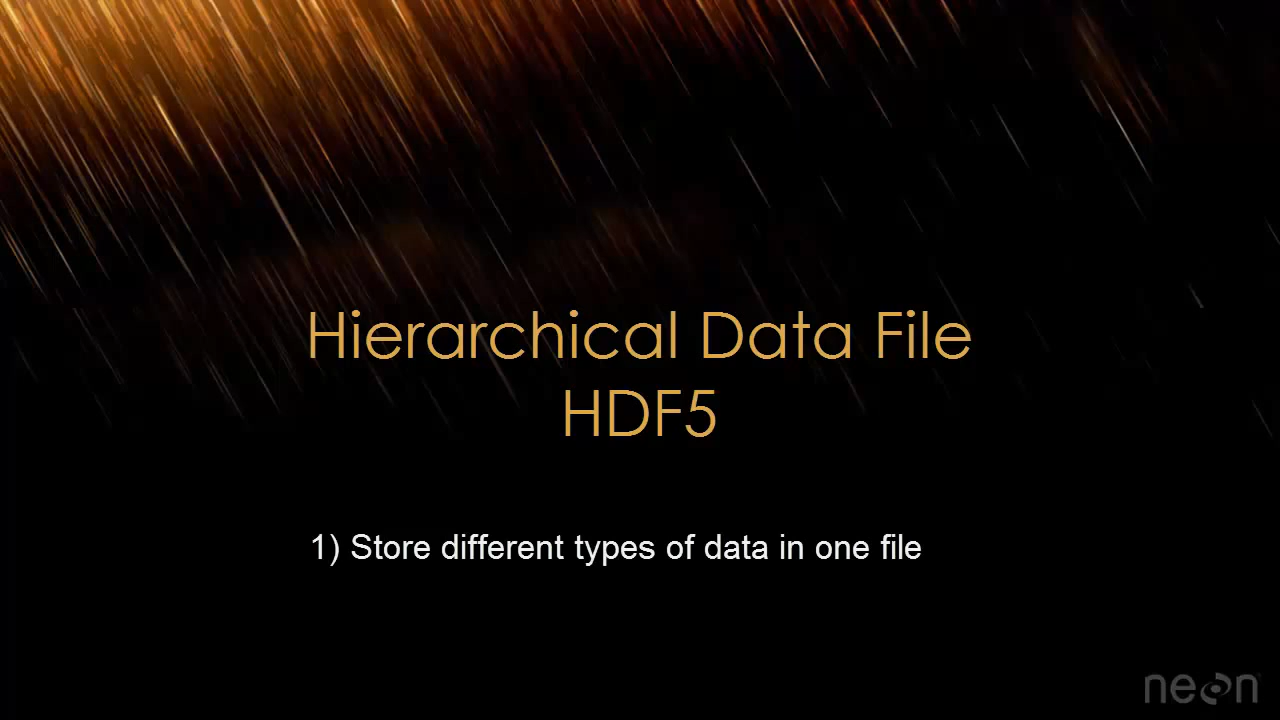 Hierarchical Data File
HDF5
1) Store different types of data in one file
neon